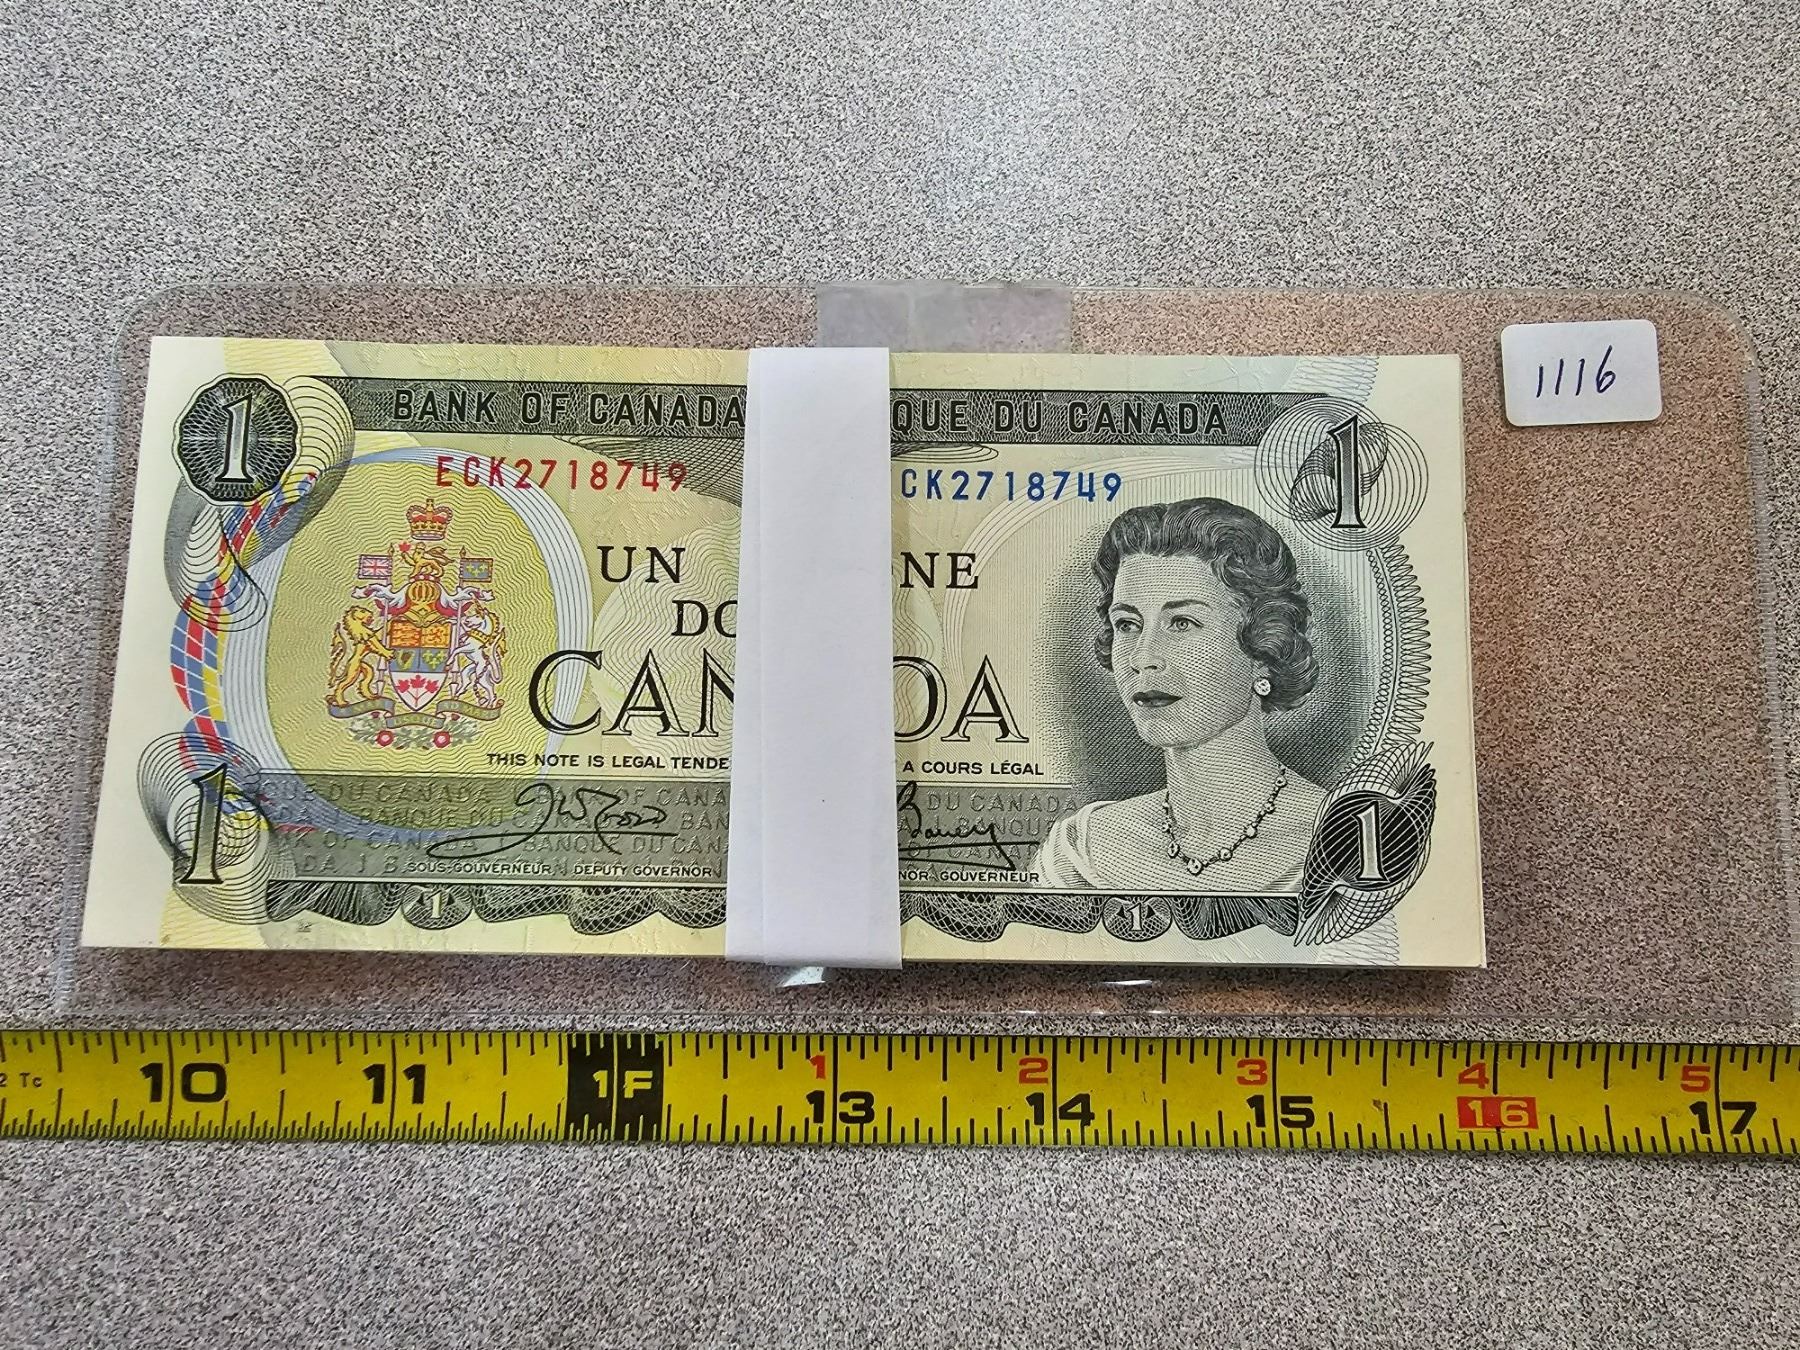 1116
1
BANK OF CANADA
QUE DU CANADA
1
ECK2718749
CK2718749
UN
NE
DO
CAN
DA
THIS NOTE IS LEGAL TENDE
A COURS LÉGAL
1
1
SOUS-GOUVERNEUR DEPUTY GOVERNOR
NOR GOUVERNEUR
1
1
1 2 3 4 5
10 11 1F 13 14 15 16 17